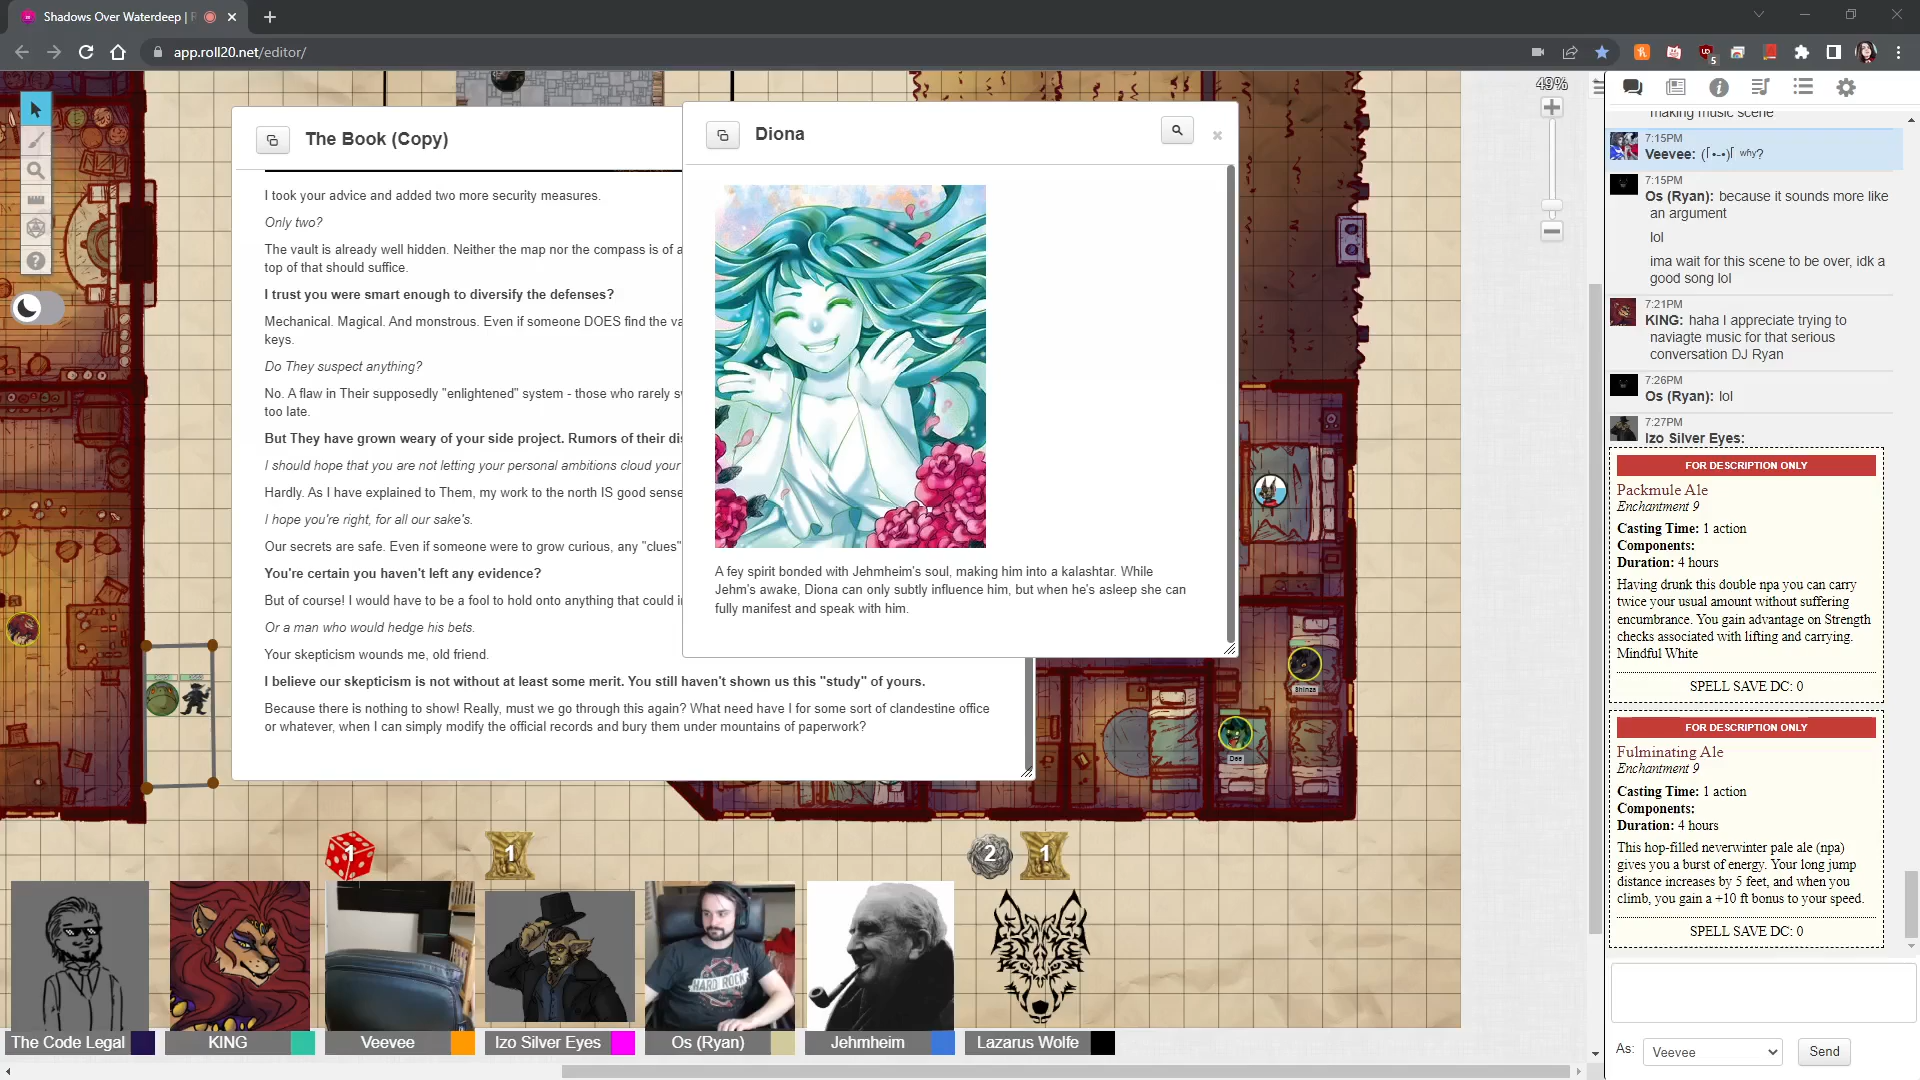 Shadows Over Waterdeep |
app.roll20.net/editor/
5
49%
The Book (Copy)
I took your advice and added two more security measures.
Only two?
The vault is already well hidden. Neither the map nor the compass is of
top of that should suffice.
I trust you were smart enough to diversify the defenses?
Mechanical. Magical. And monstrous. Even if someone DOES find the
keys.
Do They suspect anything?
No. A flaw in Their supposedly "enlightened" system - those who rarely
too late.
But They have grown weary of your side project. Rumors of their
I should hope that you are not letting your personal ambitions cloud your
Hardly. As I have explained to Them, my work to the north IS good sense
I hope you're right, for all our sake's.
Our secrets are safe. Even if someone were to grow curious, any "clues"
You're certain you haven't left any evidence?
But of course! I would have to be a fool to hold onto anything that could
Or a man who would hedge his bets.
Your skepticism wounds me, old friend.
I believe our skepticism is not without at least some merit. You still haven't shown us this "study" of yours.
Because there is nothing to show! Really, must we go through this again? What need have I for some sort of clandestine office
or whatever, when I can simply modify the official records and bury them under mountains of paperwork?
Diona
A fey spirit bonded with Jehmheim's soul, making him into a kalashtar. While
Jehm's awake, Diona can only subtly influence him, but when he's asleep she can
fully manifest and speak with him.
Shinza
Dee
1
1
2
1
HARD ROCK
The Code Legal
KING
Veevee
Izo Silver Eyes
Os (Ryan)
Jehmheim
Lazarus Wolfe
making music scene
7:15PM
Veevee: (｢•-•)｢ why?
7:15PM
Os (Ryan): because it sounds more like
an argument
lol
ima wait for this scene to be over, idk a
good song lol
7:21PM
KING: haha I appreciate trying to
naviagte music for that serious
conversation DJ Ryan
7:26PM
Os (Ryan): lol
7:27PM
Izo Silver Eyes:
FOR DESCRIPTION ONLY
Packmule Ale
Enchantment 9
Casting Time: 1 action
Components:
Duration: 4 hours
Having drunk this double npa you can carry
twice your usual amount without suffering
encumbrance. You gain advantage on Strength
checks associated with lifting and carrying.
Mindful White
SPELL SAVE DC: 0
FOR DESCRIPTION ONLY
Fulminating Ale
Enchantment 9
Casting Time: 1 action
Components:
Duration: 4 hours
This hop-filled neverwinter pale ale (npa)
gives you a burst of energy. Your long jump
distance increases by 5 feet, and when you
climb, you gain a +10 ft bonus to your speed.
SPELL SAVE DC: 0
As:
Veevee
Send